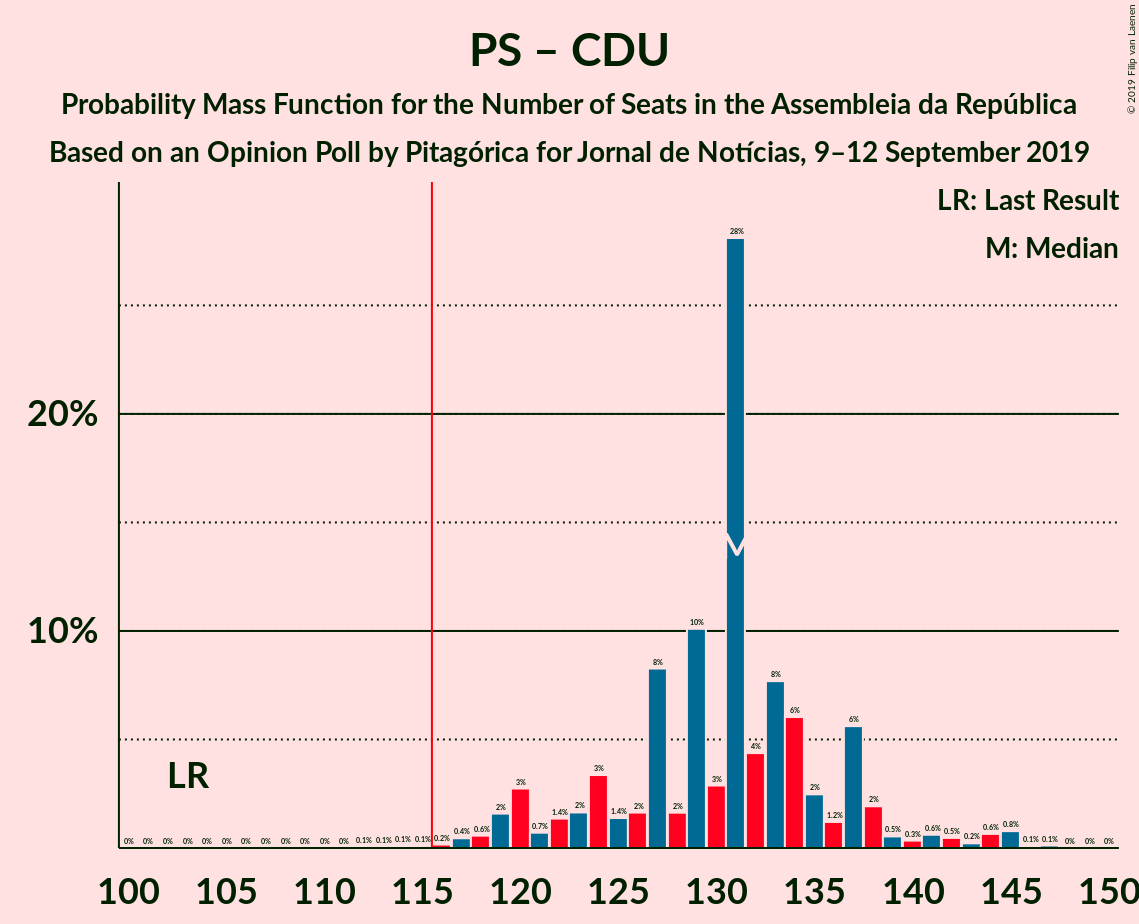 PS – CDU
Probability Mass Function for the Number of Seats in the Assembleia da República
Based on an Opinion Poll by Pitagórica for Jornal de Notícias, 9–12 September 2019
© 2019 Filip van Laenen
LR: Last Result
M: Median
28%
20%
10%
10%
8%
8%
6%
6%
4%
LR
0% 0% 0% 0% 0% 0% 0% 0% 0% 0% 0% 0% 0.1% 0.1% 0.1% 0.1% 0.2% 0.4% 0.6% 2% 3% 0.7% 1.4% 2% 3% 1.4% 2% 2% 3% 2% 1.2% 2% 0.5% 0.3% 0.6% 0.5% 0.2% 0.6% 0.8% 0.1% 0.1% 0% 0% 0%
M
100 105 110 115 120 125 130 135 140 145 150